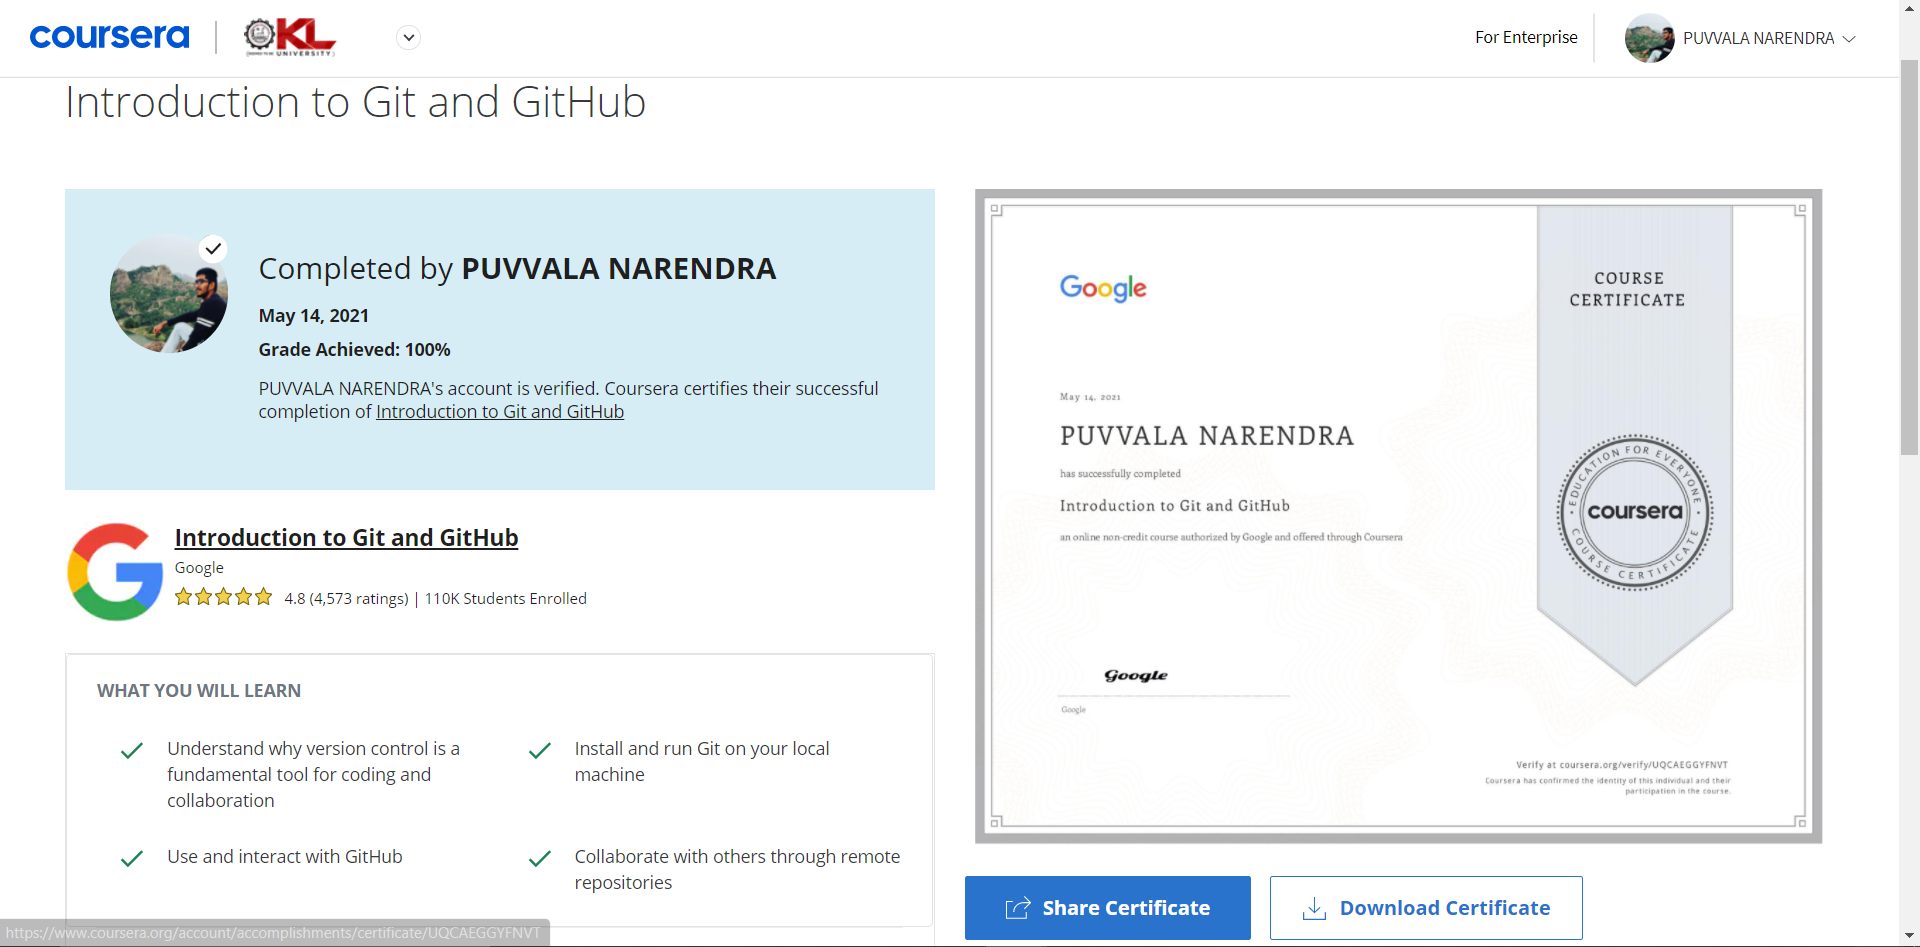 coursera
KL
UNIVERSITY
For Enterprise
PUVVALA NARENDRA
Introduction to Git and GitHub
Completed by PUVVALA NARENDRA
May 14, 2021
Grade Achieved: 100%
PUVVALA NARENDRA's account is verified. Coursera certifies their successful
completion of Introduction to Git and GitHub
Introduction to Git and GitHub
Google
4.8 (4,573 ratings) | 110K Students Enrolled
WHAT YOU WILL LEARN
Understand why version control is a
fundamental tool for coding and
collaboration
Install and run Git on your local
machine
Use and interact with GitHub
Collaborate with others through remote
repositories
Google
COURSE
CERTIFICATE
May 14, 2021
PUVVALA NARENDRA
has successfully completed
Introduction to Git and GitHub
an online non-credit course authorized by Google and offered through Coursera
EDUCATION FOR EVERYONE
coursera
COURSE CERTIFICATE
Google
Google
Verify at coursera.org/verify/UQCAEGGYFNVT
Coursera has confirmed the identity of this individual and their
participation in the course.
Share Certificate
Download Certificate
https://www.coursera.org/account/accomplishments/certificate/UQCAEGGYFNVT